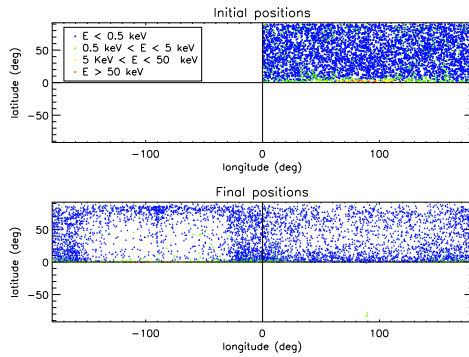 Initial positions
E < 0.5 keV
0.5 keV < E < 5 keV
5 KeV < E < 50 keV
E > 50 keV
latitude (deg)
50
0
−50
−100
0
100
longitude (deg)
Final positions
latitude (deg)
50
0
−50
−100
0
100
longitude (deg)